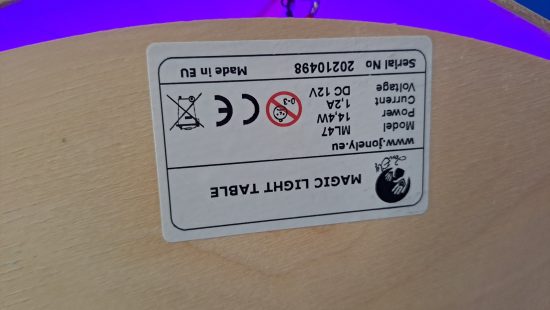 MAGIC LIGHT TABLE
www.jonely.eu
Model ML47
Power 14,4W
Current 1,2A
Voltage DC 12V
0-3
CE
Serial No 20210498 Made in EU